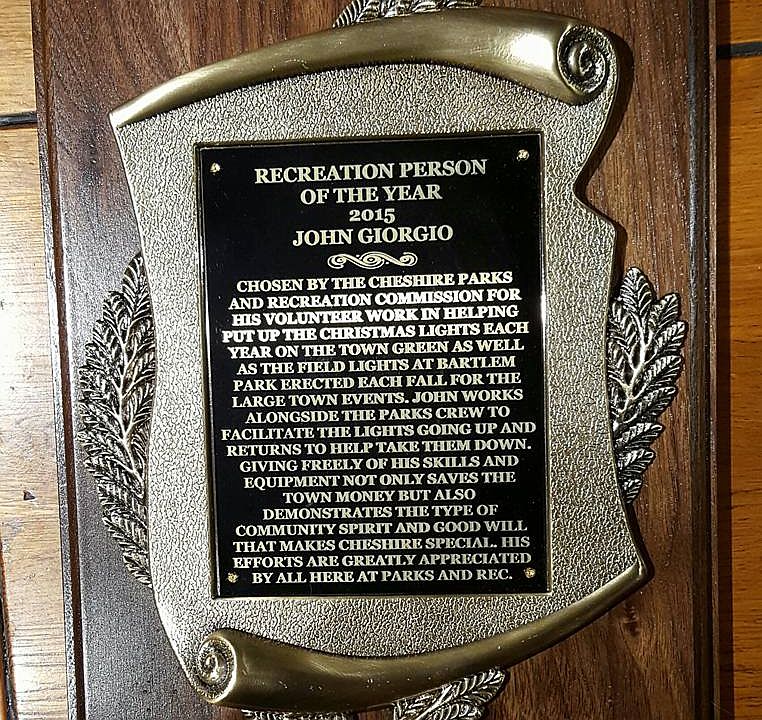 RECREATION PERSON
OF THE YEAR
2015
JOHN GIORGIO
CHOSEN BY THE CHESHIRE PARKS
AND RECREATION COMMISSION FOR
HIS VOLUNTEER WORK IN HELPING
PUT UP THE CHRISTMAS LIGHTS EACH
YEAR ON THE TOWN GREEN AS WELL
AS THE FIELD LIGHTS AT BARTLEM
PARK ERECTED EACH FALL FOR THE
LARGE TOWN EVENTS. JOHN WORKS
ALONGSIDE THE PARKS CREW TO
FACILITATE THE LIGHTS GOING UP AND
RETURNS TO HELP TAKE THEM DOWN.
GIVING FREELY OF HIS SKILLS AND
EQUIPMENT NOT ONLY SAVES THE
TOWN MONEY BUT ALSO
DEMONSTRATES THE TYPE OF
COMMUNITY SPIRIT AND GOOD WILL
THAT MAKES CHESHIRE SPECIAL. HIS
EFFORTS ARE GREATLY APPRECIATED
BY ALL HERE AT PARKS AND REC.